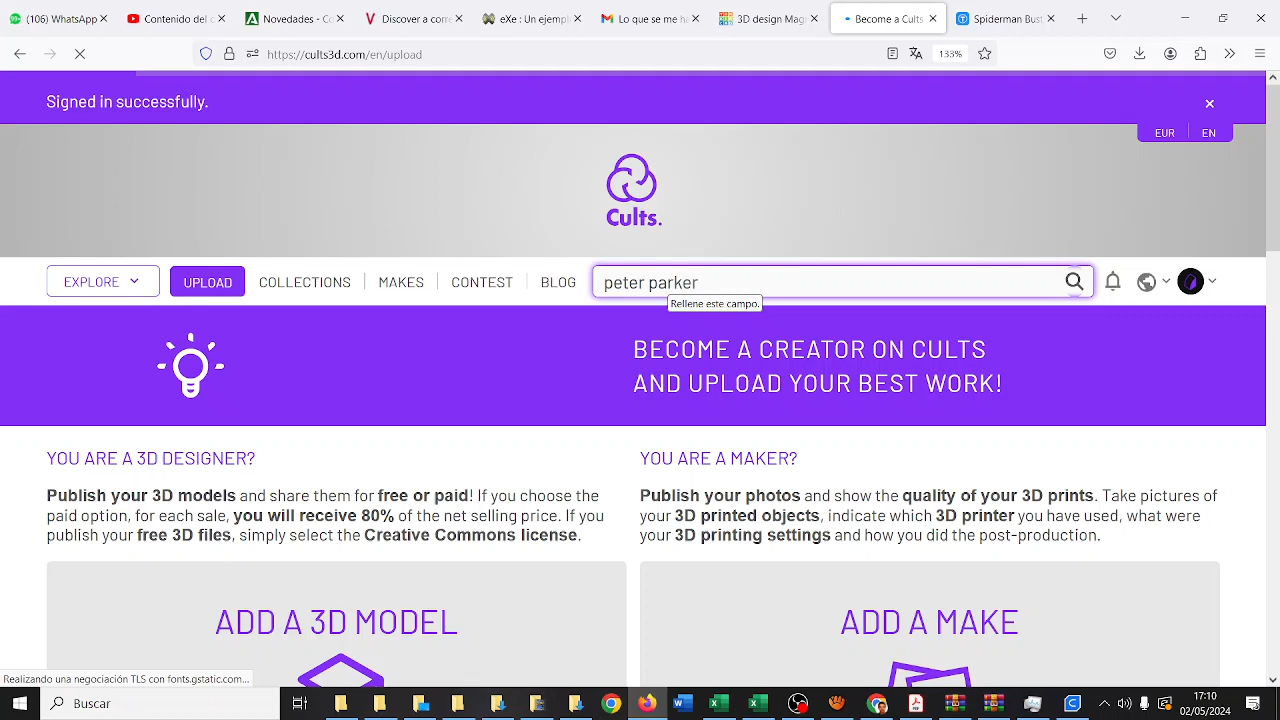 (106) WhatsApp
Contenido del c
Novedades - Co
Discover a com
eXe : Un ejemp
Lo que se me h
3D design Mag
Become a Cults
Spiderman Bust
https://cults3d.com/en/upload
133%
Signed in successfully.
EUR
EN
Cults.
EXPLORE
UPLOAD
COLLECTIONS
MAKES
CONTEST
BLOG
peter parker
Rellene este campo.
BECOME A CREATOR ON CULTS
AND UPLOAD YOUR BEST WORK!
YOU ARE A 3D DESIGNER?
Publish your 3D models and share them for free or paid! If you choose the
paid option, for each sale, you will receive 80% of the net selling price. If you
publish your free 3D files, simply select the Creative Commons license.
YOU ARE A MAKER?
Publish your photos and show the quality of your 3D prints. Take pictures of
your 3D printed objects, indicate which 3D printer you have used, what were
your 3D printing settings and how you did the post-production.
ADD A 3D MODEL
ADD A MAKE
Realizando una negociación TLS con fonts.gstatic.com...
Buscar
17:10
02/05/2024